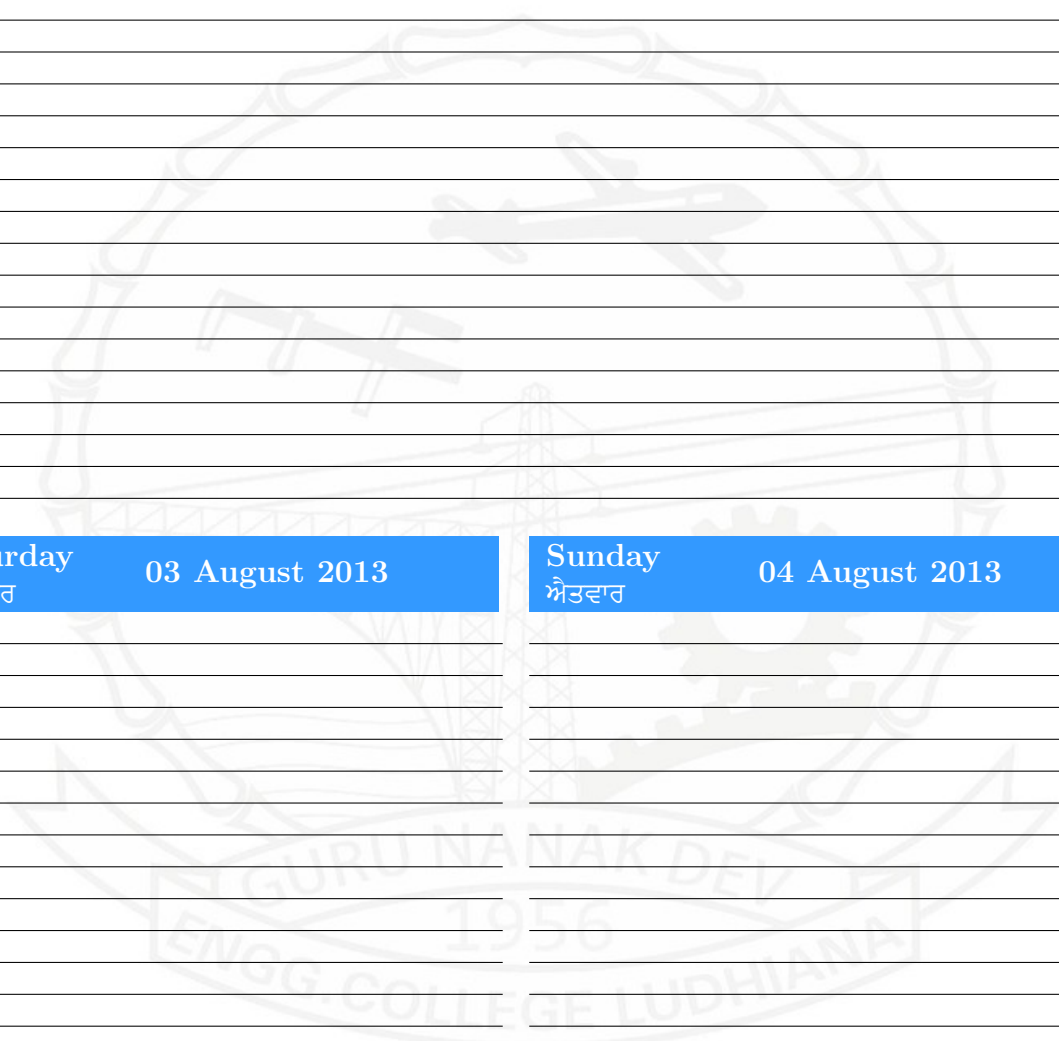 urday
ਰ
03 August 2013
Sunday
ਐਤਵਾਰ
04 August 2013
GURU NANAK DEV
1956
ENGG.COLLEGE LUDHIANA